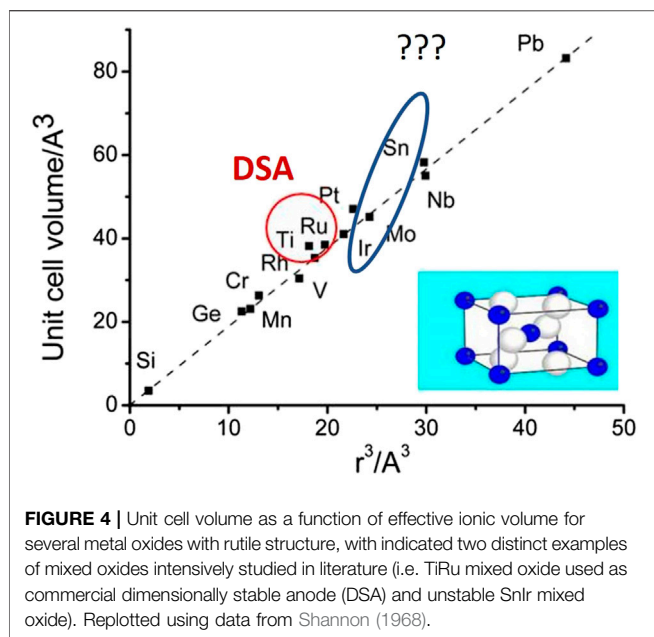 ???
Pb
80
Unit cell volume/A^3
60
40
20
0
DSA
Sn
Nb
Pt
Ru
Ti
Mo
Ir
Rh
V
Cr
Mn
Ge
Si
0 10 20 30 40 50
r^3/A^3
FIGURE 4 | Unit cell volume as a function of effective ionic volume for
several metal oxides with rutile structure, with indicated two distinct examples
of mixed oxides intensively studied in literature (i.e. TiRu mixed oxide used as
commercial dimensionally stable anode (DSA) and unstable SnIr mixed
oxide). Replotted using data from Shannon (1968).